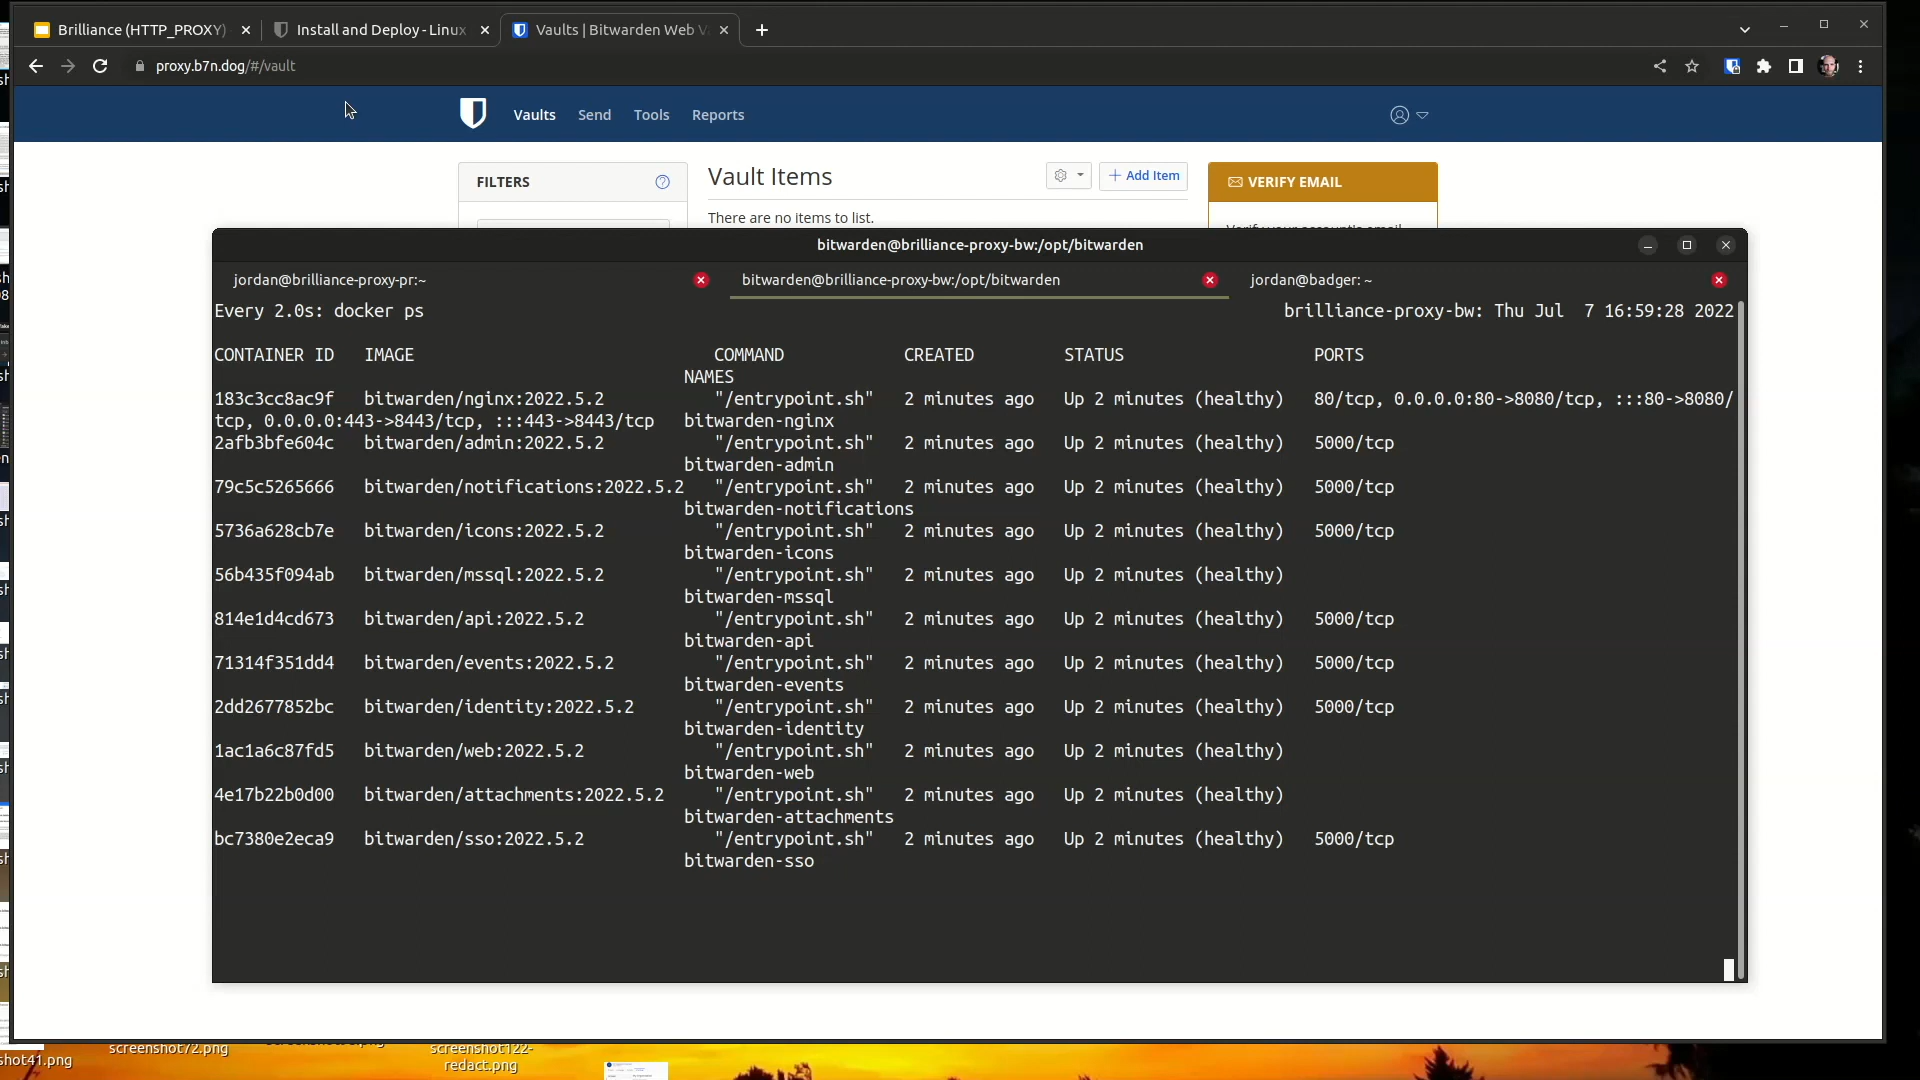 Brilliance (HTTP_PROXY)
Install and Deploy - Linux
Vaults | Bitwarden Web V
proxy.b7n.dog/#/vault
Vaults Send Tools Reports
FILTERS
Vault Items
Add Item
VERIFY EMAIL
There are no items to list.
bitwarden@brilliance-proxy-bw:/opt/bitwarden
jordan@brilliance-proxy-pr:~
bitwarden@brilliance-proxy-bw:/opt/bitwarden
jordan@badger: ~
Every 2.0s: docker ps brilliance-proxy-bw: Thu Jul  7 16:59:28 2022
CONTAINER ID IMAGE COMMAND CREATED STATUS PORTS
NAMES
183c3cc8ac9f bitwarden/nginx:2022.5.2 "/entrypoint.sh" 2 minutes ago Up 2 minutes (healthy) 80/tcp, 0.0.0.0:80->8080/tcp, :::80->8080/
tcp, 0.0.0.0:443->8443/tcp, :::443->8443/tcp bitwarden-nginx
2afb3bfe604c bitwarden/admin:2022.5.2 "/entrypoint.sh" 2 minutes ago Up 2 minutes (healthy) 5000/tcp
bitwarden-admin
79c5c5265666 bitwarden/notifications:2022.5.2 "/entrypoint.sh" 2 minutes ago Up 2 minutes (healthy) 5000/tcp
bitwarden-notifications
5736a628cb7e bitwarden/icons:2022.5.2 "/entrypoint.sh" 2 minutes ago Up 2 minutes (healthy) 5000/tcp
bitwarden-icons
56b435f094ab bitwarden/mssql:2022.5.2 "/entrypoint.sh" 2 minutes ago Up 2 minutes (healthy)
bitwarden-mssql
814e1d4cd673 bitwarden/api:2022.5.2 "/entrypoint.sh" 2 minutes ago Up 2 minutes (healthy) 5000/tcp
bitwarden-api
71314f351dd4 bitwarden/events:2022.5.2 "/entrypoint.sh" 2 minutes ago Up 2 minutes (healthy) 5000/tcp
bitwarden-events
2dd2677852bc bitwarden/identity:2022.5.2 "/entrypoint.sh" 2 minutes ago Up 2 minutes (healthy) 5000/tcp
bitwarden-identity
1ac1a6c87fd5 bitwarden/web:2022.5.2 "/entrypoint.sh" 2 minutes ago Up 2 minutes (healthy)
bitwarden-web
4e17b22b0d00 bitwarden/attachments:2022.5.2 "/entrypoint.sh" 2 minutes ago Up 2 minutes (healthy)
bitwarden-attachments
bc7380e2eca9 bitwarden/sso:2022.5.2 "/entrypoint.sh" 2 minutes ago Up 2 minutes (healthy) 5000/tcp
bitwarden-sso
shot41.png
screenshot72.png
screenshot122-
redact.png